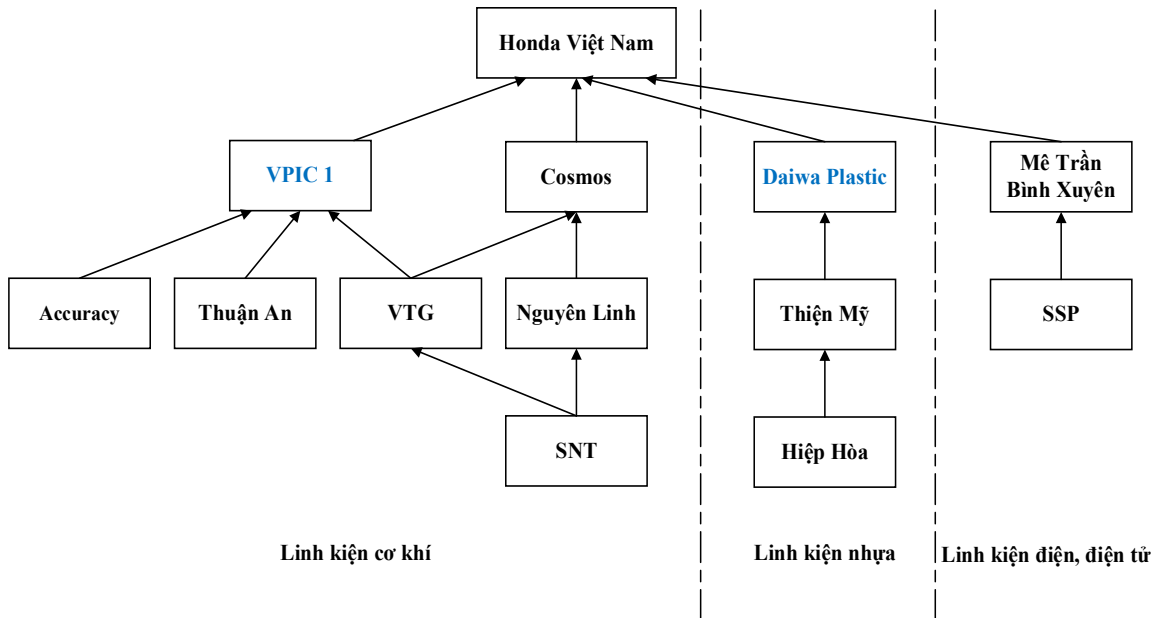 Honda Việt Nam
VPIC 1
Cosmos
Daiwa Plastic
Mê Trần
Bình Xuyên
Accuracy
Thuận An
VTG
Nguyên Linh
Thiện Mỹ
SSP
SNT
Hiệp Hòa
Linh kiện cơ khí
Linh kiện nhựa
Linh kiện điện, điện tử